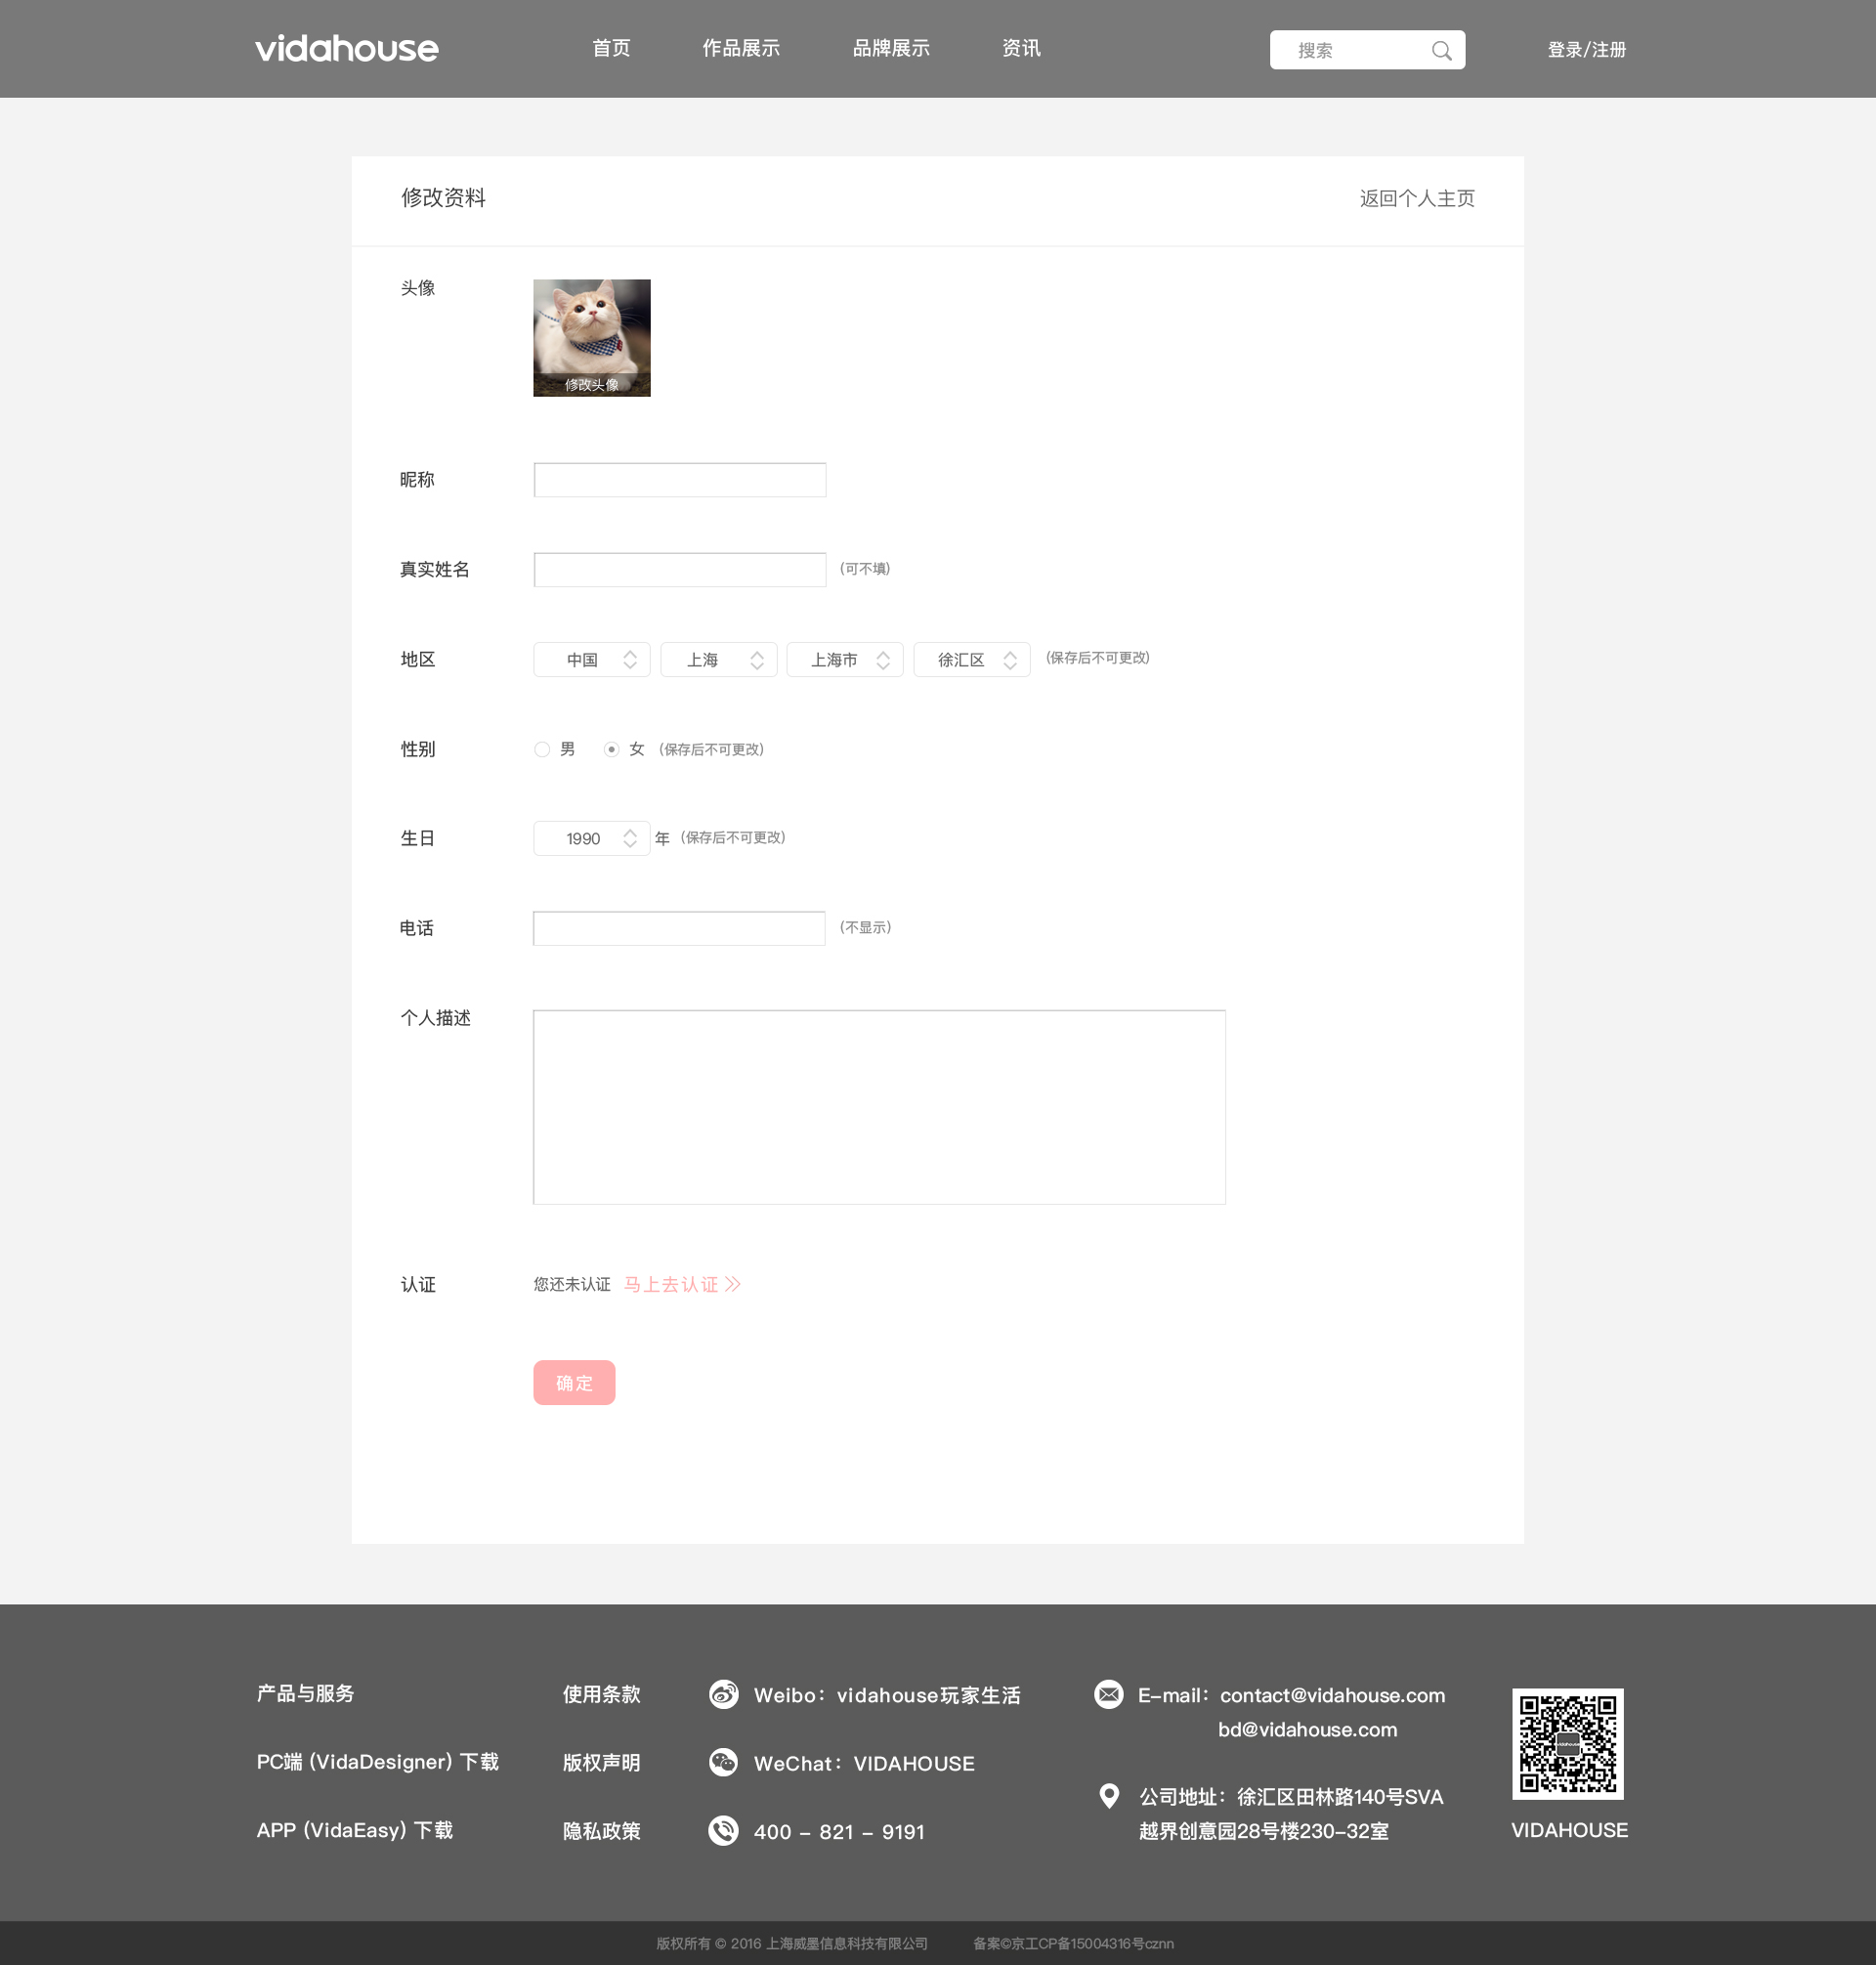 vidahouse
首页 作品展示 品牌展示 资讯
搜索
登录/注册
修改资料
返回个人主页
头像
修改头像
昵称
真实姓名 (可不填)
地区 中国 上海 上海市 徐汇区 (保存后不可更改)
性别 男 女 (保存后不可更改)
生日 1990 年 (保存后不可更改)
电话 (不显示)
个人描述
认证 您还未认证 马上去认证
确定
产品与服务
PC端 (VidaDesigner) 下载
APP (VidaEasy) 下载
使用条款
版权声明
隐私政策
Weibo：vidahouse玩家生活
WeChat：VIDAHOUSE
400 - 821 - 9191
E-mail：contact@vidahouse.com
bd@vidahouse.com
公司地址：徐汇区田林路140号SVA
越界创意园28号楼230-32室
vidahouse
VIDAHOUSE
版权所有 © 2016 上海威墨信息科技有限公司 备案©京工CP备15004316号cznn